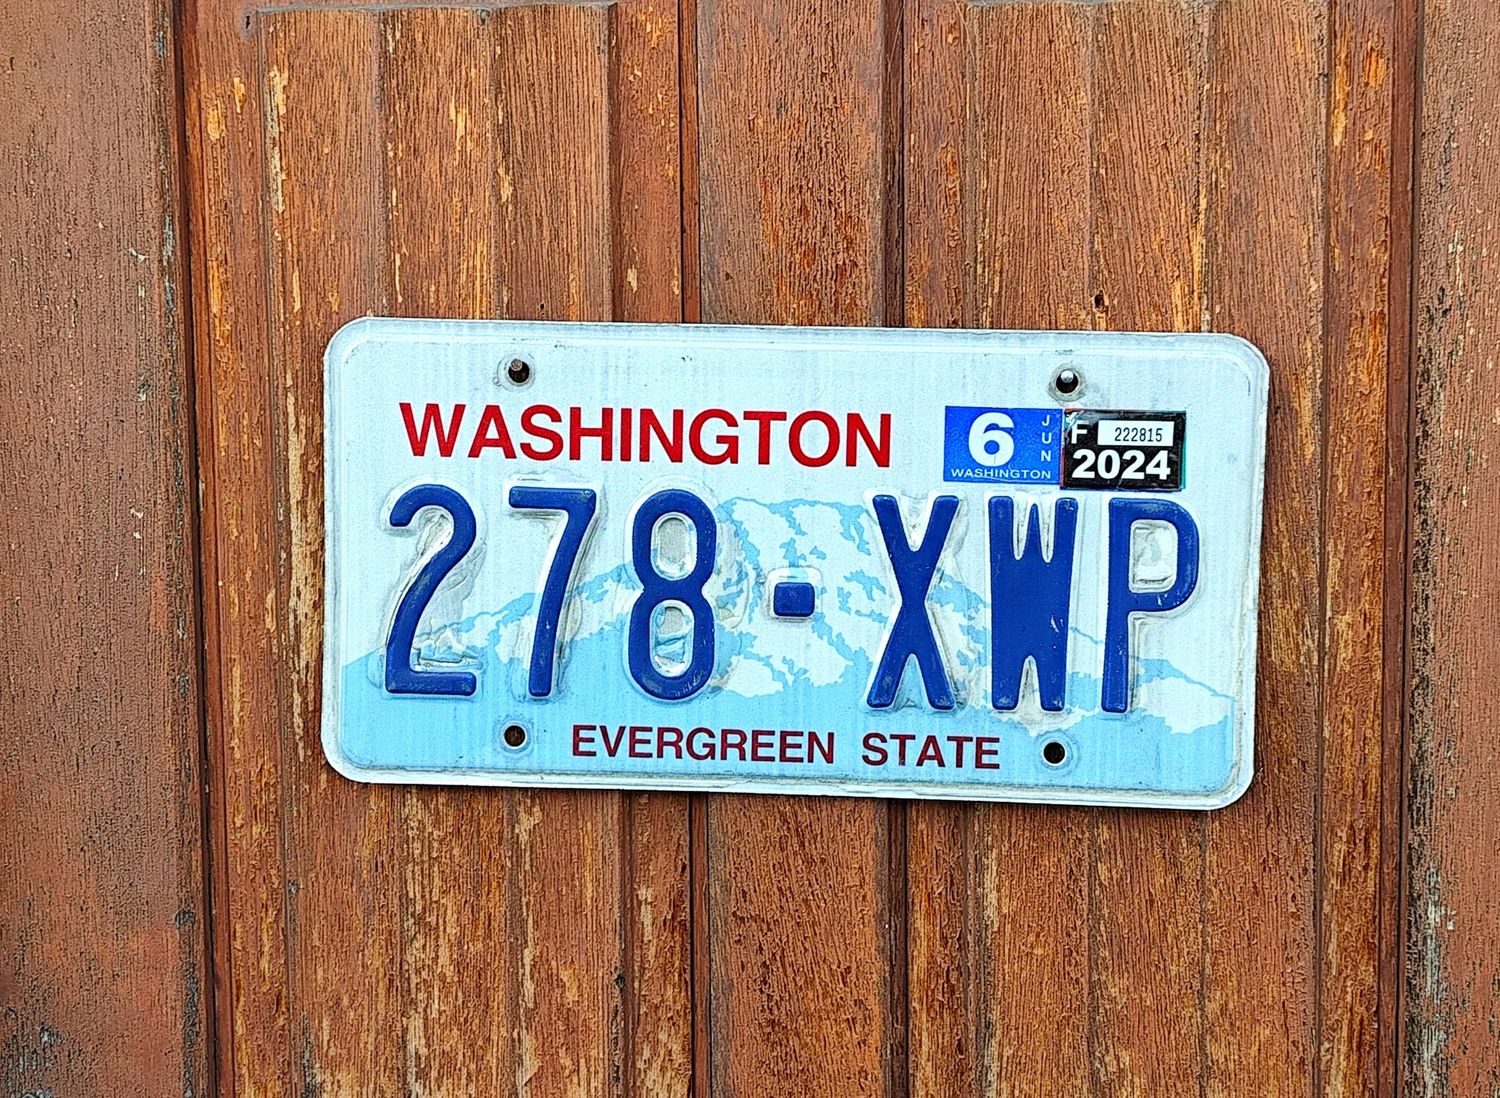 WASHINGTON
6 JUN
WASHINGTON
F 222815
2024
278·XWP
EVERGREEN STATE